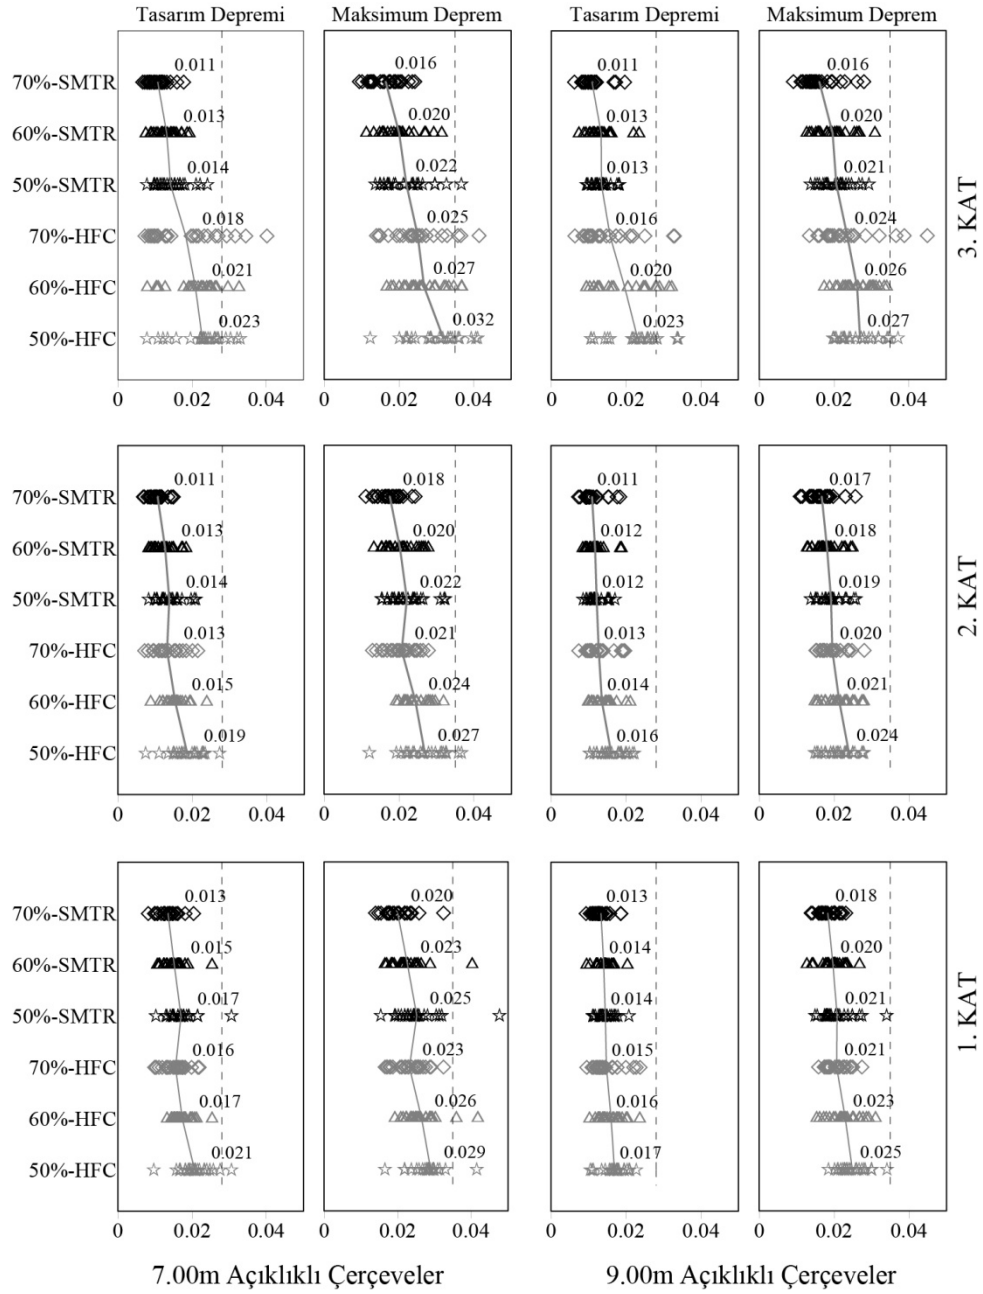 Tasarım Depremi Maksimum Deprem Tasarım Depremi Maksimum Deprem
70%-SMTR 0.011 0.016 0.011 0.016
60%-SMTR 0.013 0.020 0.013 0.020
50%-SMTR 0.014 0.022 0.013 0.021
70%-HFC 0.018 0.025 0.016 0.024
60%-HFC 0.021 0.027 0.020 0.026
50%-HFC 0.023 0.032 0.023 0.027
3. KAT
0 0.02 0.04 0 0.02 0.04 0 0.02 0.04 0 0.02 0.04
70%-SMTR 0.011 0.018 0.011 0.017
60%-SMTR 0.013 0.020 0.012 0.018
50%-SMTR 0.014 0.022 0.012 0.019
70%-HFC 0.013 0.021 0.013 0.020
60%-HFC 0.015 0.024 0.014 0.021
50%-HFC 0.019 0.027 0.016 0.024
2. KAT
0 0.02 0.04 0 0.02 0.04 0 0.02 0.04 0 0.02 0.04
70%-SMTR 0.013 0.020 0.013 0.018
60%-SMTR 0.015 0.023 0.014 0.020
50%-SMTR 0.017 0.025 0.014 0.021
70%-HFC 0.016 0.023 0.015 0.021
60%-HFC 0.017 0.026 0.016 0.023
50%-HFC 0.021 0.029 0.017 0.025
1. KAT
0 0.02 0.04 0 0.02 0.04 0 0.02 0.04 0 0.02 0.04
7.00m Açıklıklı Çerçeveler 9.00m Açıklıklı Çerçeveler